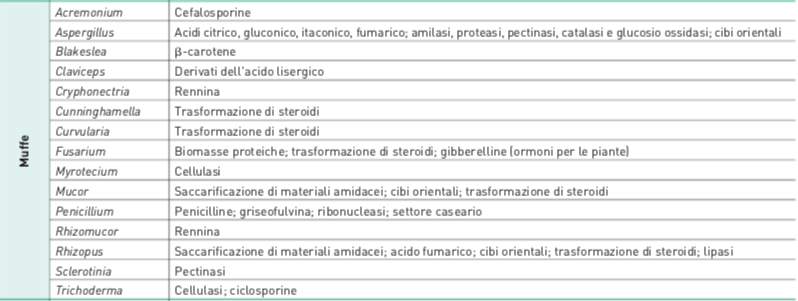 Muffe
Acremonium Cefalosporine
Aspergillus Acidi citrico, gluconico, itaconico, fumarico; amilasi, proteasi, pectinasi, catalasi e glucosio ossidasi; cibi orientali
Blakeslea β-carotene
Claviceps Derivati dell'acido lisergico
Cryphonectria Rennina
Cunninghamella Trasformazione di steroidi
Curvularia Trasformazione di steroidi
Fusarium Biomasse proteiche; trasformazione di steroidi; gibberelline (ormoni per le piante)
Myrotecium Cellulasi
Mucor Saccarificazione di materiali amidacei; cibi orientali; trasformazione di steroidi
Penicillium Penicilline; griseofulvina; ribonucleasi; settore caseario
Rhizomucor Rennina
Rhizopus Saccarificazione di materiali amidacei; acido fumarico; cibi orientali; trasformazione di steroidi; lipasi
Sclerotinia Pectinasi
Trichoderma Cellulasi; ciclosporine